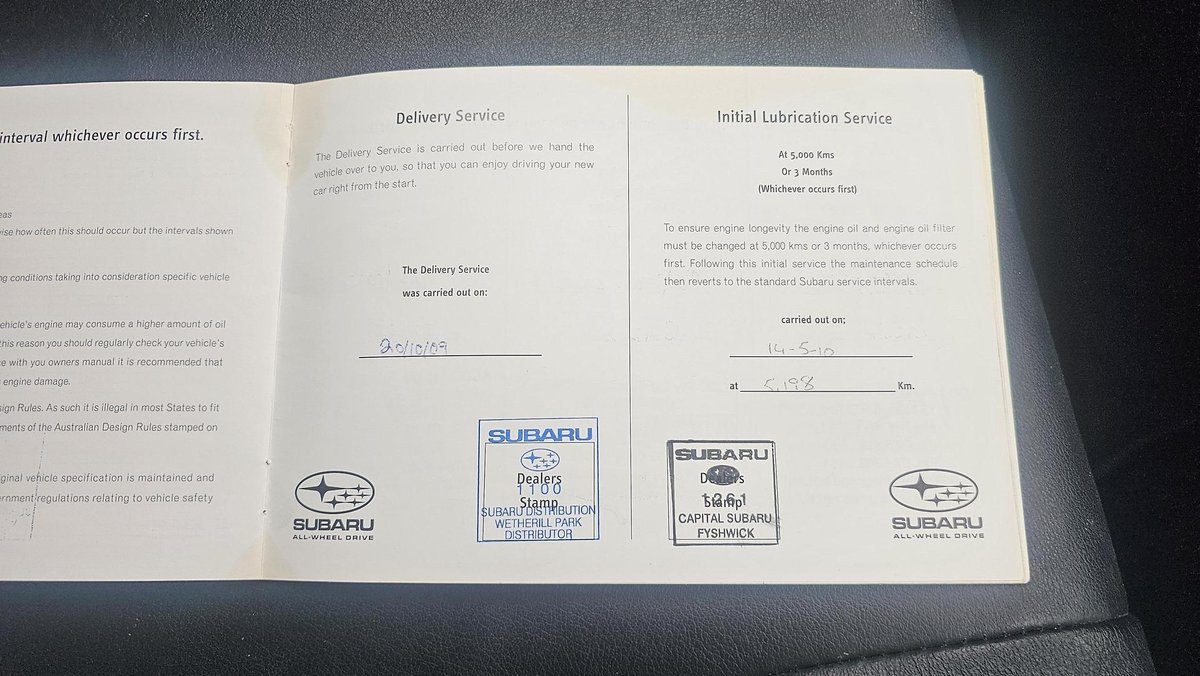 interval whichever occurs first.
eas
wise how often this should occur but the intervals shown
ng conditions taking into consideration specific vehicle
vehicle's engine may consume a higher amount of oil
this reason you should regularly check your vehicle's
ce with you owners manual it is recommended that
engine damage.
sign Rules. As such it is illegal in most States to fit
ments of the Australian Design Rules stamped on
iginal vehicle specification is maintained and
ernment regulations relating to vehicle safety
Delivery Service
The Delivery Service is carried out before we hand the
vehicle over to you, so that you can enjoy driving your new
car right from the start.
The Delivery Service
was carried out on:
20/10/09
SUBARU
Dealers
1100
Stamp
SUBARU DISTRIBUTION
WETHERILL PARK
DISTRIBUTOR
SUBARU
ALL-WHEEL DRIVE
Initial Lubrication Service
At 5,000 Kms
Or 3 Months
(Whichever occurs first)
To ensure engine longevity the engine oil and engine oil filter
must be changed at 5,000 kms or 3 months, whichever occurs
first. Following this initial service the maintenance schedule
then reverts to the standard Subaru service intervals.
carried out on:
14-5-10
at 5,198 Km.
SUBARU
Dealers
1261
Stamp
CAPITAL SUBARU
FYSHWICK
SUBARU
ALL-WHEEL DRIVE